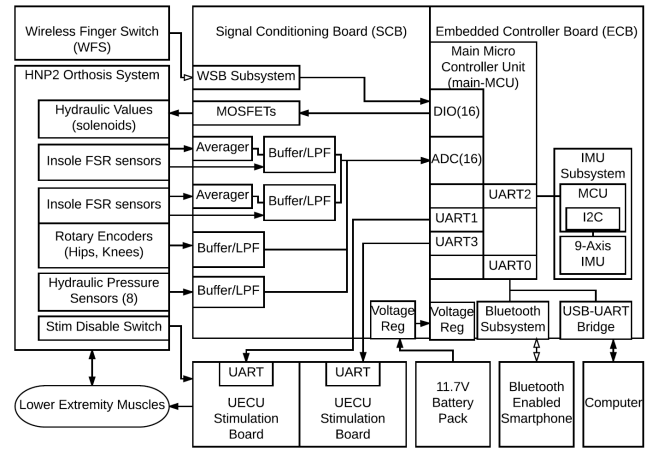 Wireless Finger Switch
(WFS)
HNP2 Orthosis System
Hydraulic Values
(solenoids)
Insole FSR sensors
Insole FSR sensors
Rotary Encoders
(Hips, Knees)
Hydraulic Pressure
Sensors (8)
Stim Disable Switch
Lower Extremity Muscles
Signal Conditioning Board (SCB)
WSB Subsystem
MOSFETs
Averager
Buffer/LPF
Averager
Buffer/LPF
Buffer/LPF
Buffer/LPF
Voltage
Reg
Embedded Controller Board (ECB)
Main Micro
Controller Unit
(main-MCU)
DIO(16)
ADC(16)
UART2
UART1
UART3
UART0
IMU
Subsystem
MCU
I2C
9-Axis
IMU
Voltage
Reg
Bluetooth
Subsystem
USB-UART
Bridge
UART
UECU
Stimulation
Board
UART
UECU
Stimulation
Board
11.7V
Battery
Pack
Bluetooth
Enabled
Smartphone
Computer